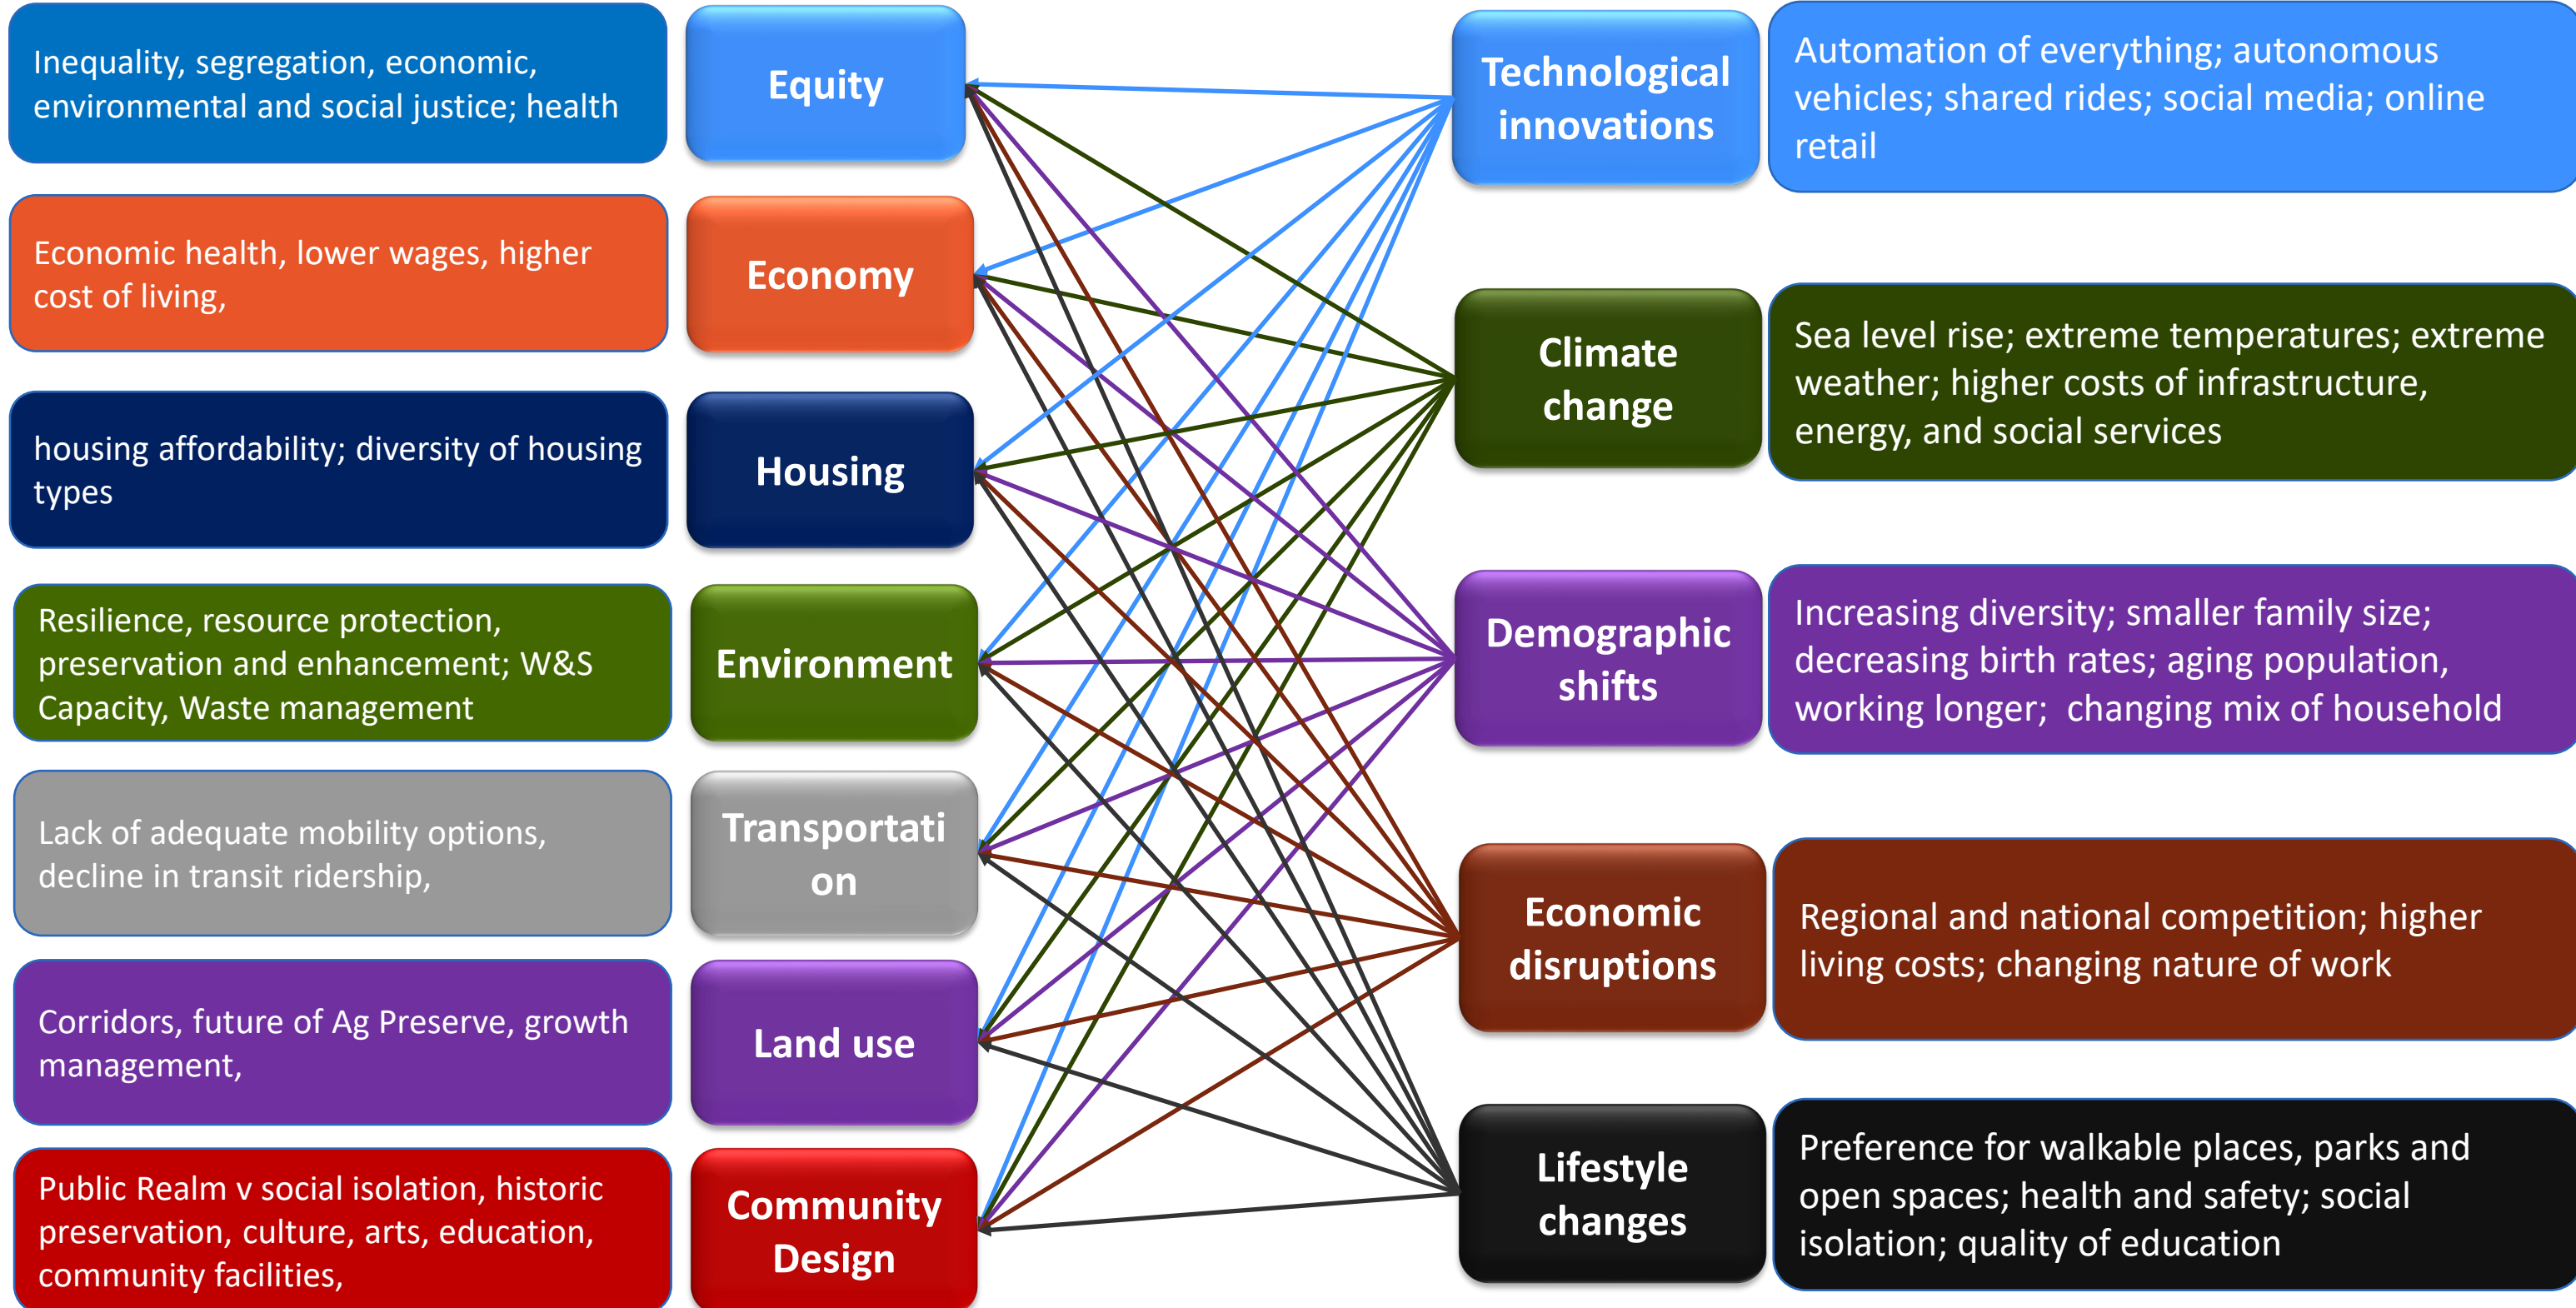 Inequality, segregation, economic,
environmental and social justice; health
Equity
Economic health, lower wages, higher
cost of living,
Economy
housing affordability; diversity of housing
types
Housing
Resilience, resource protection,
preservation and enhancement; W&S
Capacity, Waste management
Environment
Lack of adequate mobility options,
decline in transit ridership,
Transportati
on
Corridors, future of Ag Preserve, growth
management,
Land use
Public Realm v social isolation, historic
preservation, culture, arts, education,
community facilities,
Community
Design
Technological
innovations
Automation of everything; autonomous
vehicles; shared rides; social media; online
retail
Climate
change
Sea level rise; extreme temperatures; extreme
weather; higher costs of infrastructure,
energy, and social services
Demographic
shifts
Increasing diversity; smaller family size;
decreasing birth rates; aging population,
working longer;  changing mix of household
Economic
disruptions
Regional and national competition; higher
living costs; changing nature of work
Lifestyle
changes
Preference for walkable places, parks and
open spaces; health and safety; social
isolation; quality of education